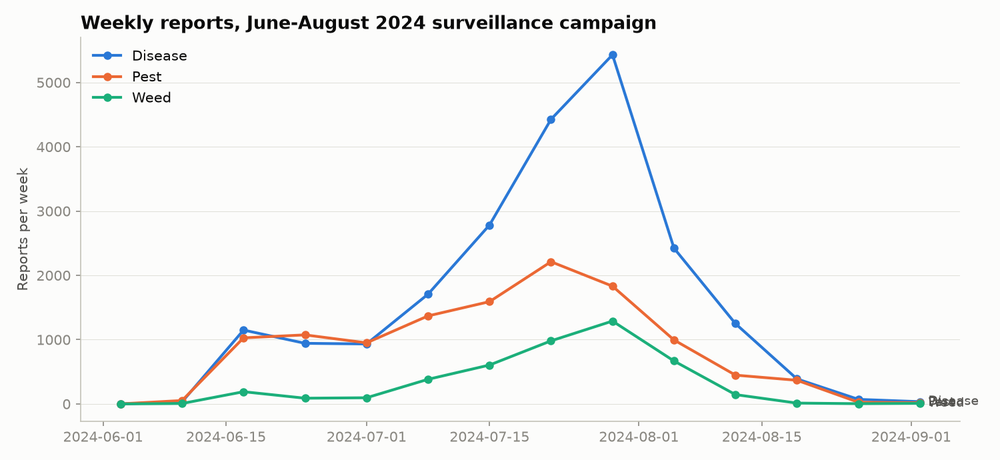 Weekly reports, June-August 2024 surveillance campaign
Disease
Pest
Weed
Reports per week
5000
4000
3000
2000
1000
0
Disease
Weed
2024-06-01 2024-06-15 2024-07-01 2024-07-15 2024-08-01 2024-08-15 2024-09-01